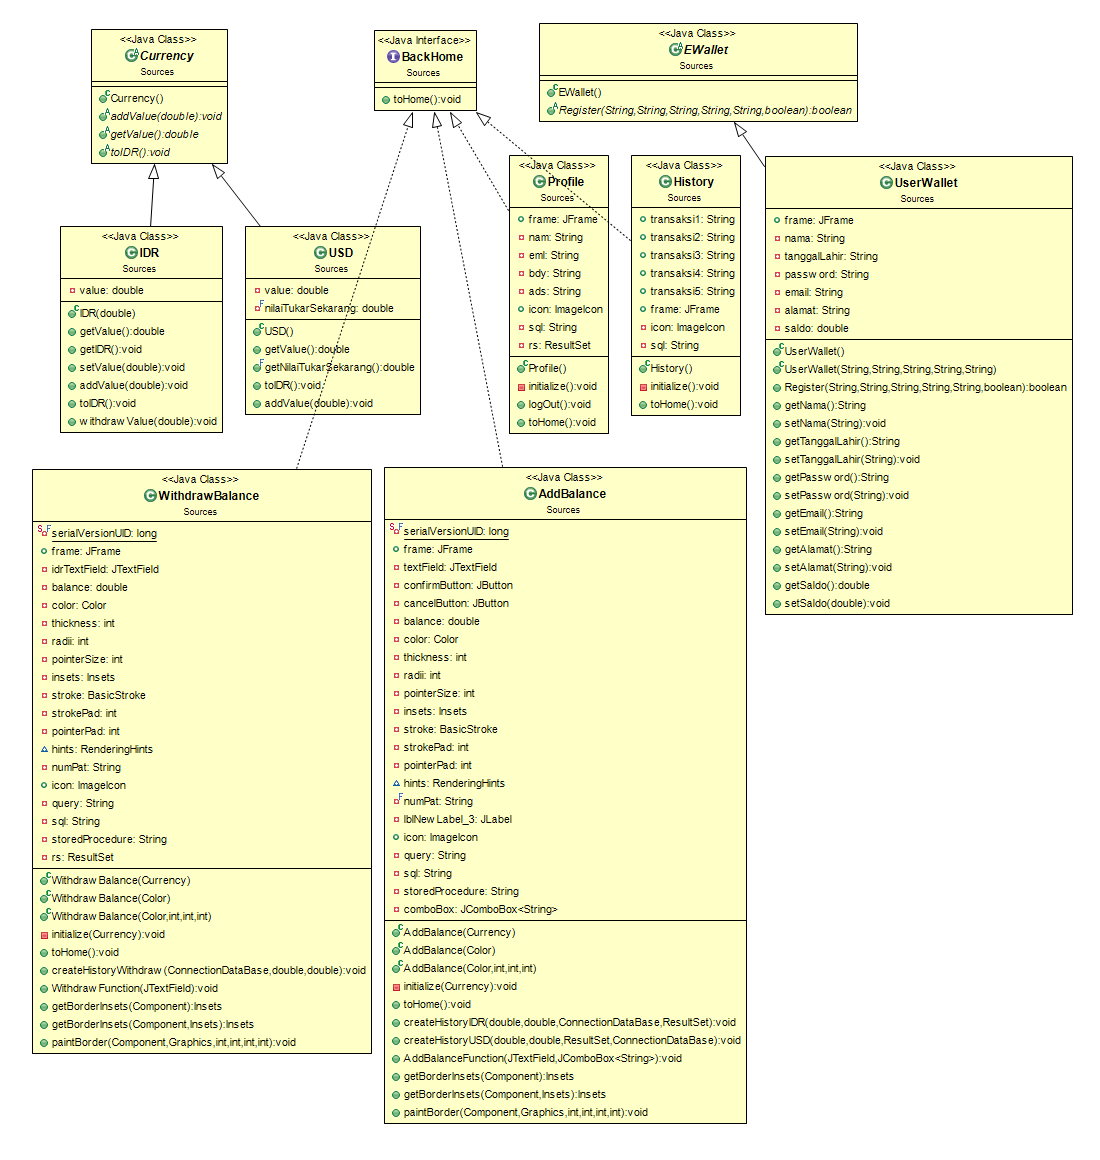 <<Java Class>>
Currency
Sources
Currency()
addValue(double):void
getValue():double
toIDR():void
<<Java Interface>>
BackHome
Sources
toHome():void
<<Java Class>>
EWallet
Sources
EWallet()
Register(String,String,String,String,String,boolean):boolean
<<Java Class>>
IDR
Sources
value: double
IDR(double)
getValue():double
getIDR():void
setValue(double):void
addValue(double):void
toIDR():void
withdrawValue(double):void
<<Java Class>>
USD
Sources
value: double
nilaiTukarSekarang: double
USD()
getValue():double
getNilaiTukarSekarang():double
toIDR():void
addValue(double):void
<<Java Class>>
Profile
Sources
frame: JFrame
nam: String
eml: String
bdy: String
ads: String
icon: ImageIcon
sql: String
rs: ResultSet
Profile()
initialize():void
logOut():void
toHome():void
<<Java Class>>
History
Sources
transaksi1: String
transaksi2: String
transaksi3: String
transaksi4: String
transaksi5: String
frame: JFrame
icon: ImageIcon
sql: String
History()
initialize():void
toHome():void
<<Java Class>>
UserWallet
Sources
frame: JFrame
nama: String
tanggalLahir: String
password: String
email: String
alamat: String
saldo: double
UserWallet()
UserWallet(String,String,String,String,String)
Register(String,String,String,String,String,boolean):boolean
getNama():String
setNama(String):void
getTanggalLahir():String
setTanggalLahir(String):void
getPassword():String
setPassword(String):void
getEmail():String
setEmail(String):void
getAlamat():String
setAlamat(String):void
getSaldo():double
setSaldo(double):void
<<Java Class>>
WithdrawBalance
Sources
serialVersionUID: long
frame: JFrame
idrTextField: JTextField
balance: double
color: Color
thickness: int
radii: int
pointerSize: int
insets: Insets
stroke: BasicStroke
strokePad: int
pointerPad: int
hints: RenderingHints
numPat: String
icon: ImageIcon
query: String
sql: String
storedProcedure: String
rs: ResultSet
WithdrawBalance(Currency)
WithdrawBalance(Color)
WithdrawBalance(Color,int,int,int)
initialize(Currency):void
toHome():void
createHistoryWithdraw(ConnectionDataBase,double,double):void
WithdrawFunction(JTextField):void
getBorderInsets(Component):Insets
getBorderInsets(Component,Insets):Insets
paintBorder(Component,Graphics,int,int,int,int):void
<<Java Class>>
AddBalance
Sources
serialVersionUID: long
frame: JFrame
textField: JTextField
confirmButton: JButton
cancelButton: JButton
balance: double
color: Color
thickness: int
radii: int
pointerSize: int
insets: Insets
stroke: BasicStroke
strokePad: int
pointerPad: int
hints: RenderingHints
numPat: String
lblNewLabel_3: JLabel
icon: ImageIcon
query: String
sql: String
storedProcedure: String
comboBox: JComboBox<String>
AddBalance(Currency)
AddBalance(Color)
AddBalance(Color,int,int,int)
initialize(Currency):void
toHome():void
createHistoryIDR(double,double,ConnectionDataBase,ResultSet):void
createHistoryUSD(double,double,ResultSet,ConnectionDataBase):void
AddBalanceFunction(JTextField,JComboBox<String>):void
getBorderInsets(Component):Insets
getBorderInsets(Component,Insets):Insets
paintBorder(Component,Graphics,int,int,int,int):void